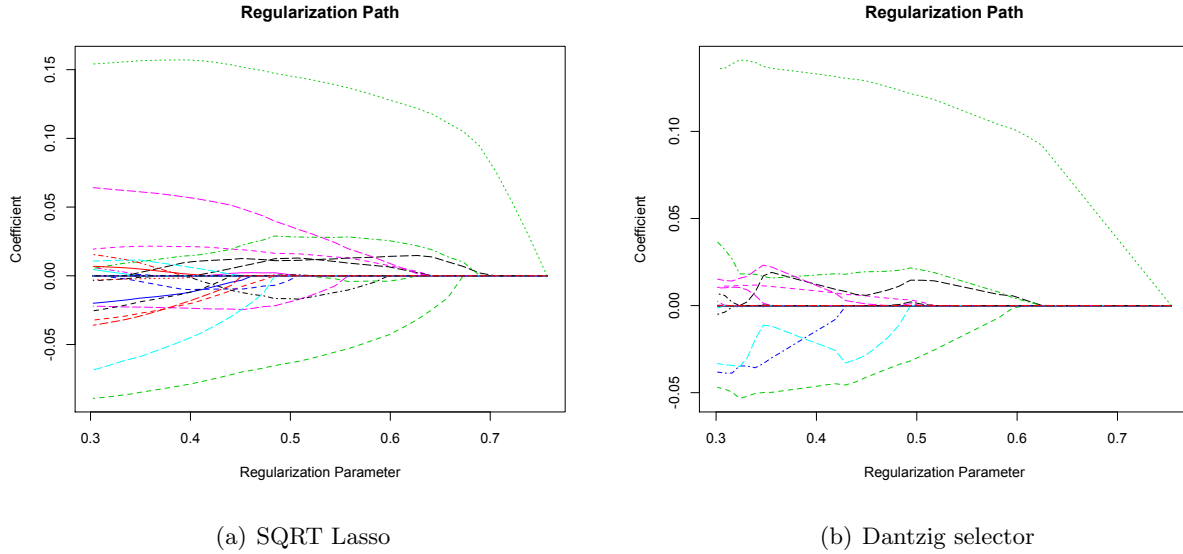 Regularization Path
Coefficient
0.15
0.10
0.05
0.00
-0.05
0.3 0.4 0.5 0.6 0.7
Regularization Parameter
(a) SQRT Lasso
Regularization Path
Coefficient
0.10
0.05
0.00
-0.05
0.3 0.4 0.5 0.6 0.7
Regularization Parameter
(b) Dantzig selector